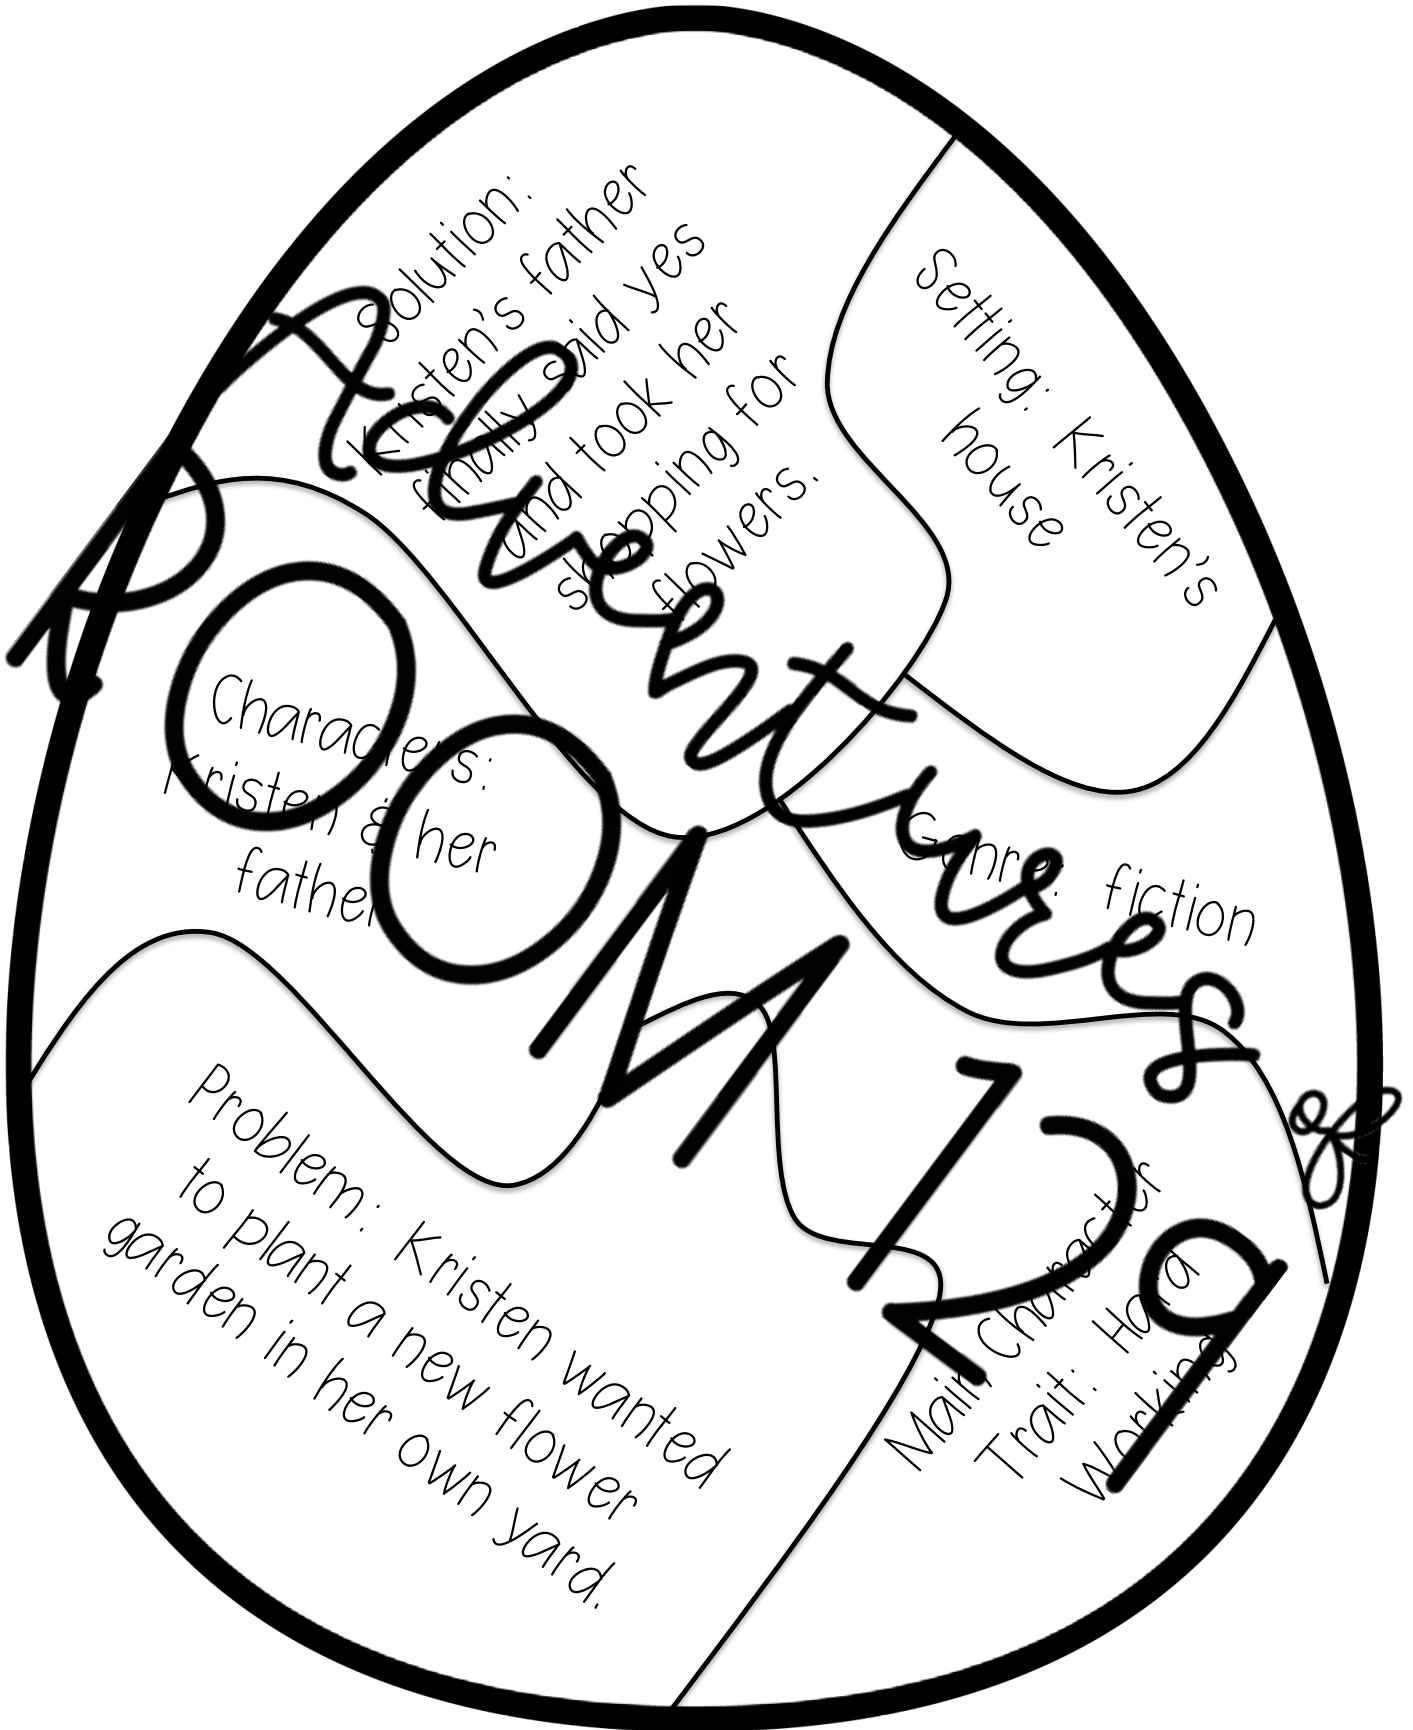 Solution:
Kristen's father
finally said yes
and took her
shopping for
flowers.
Setting: Kristen's
house
Characters:
Kristen & her
father
Genre: fiction
Problem: Kristen wanted
to plant a new flower
garden in her own yard.
Main Character
Trait: Hard
Working
Adventures of
ROOM 129